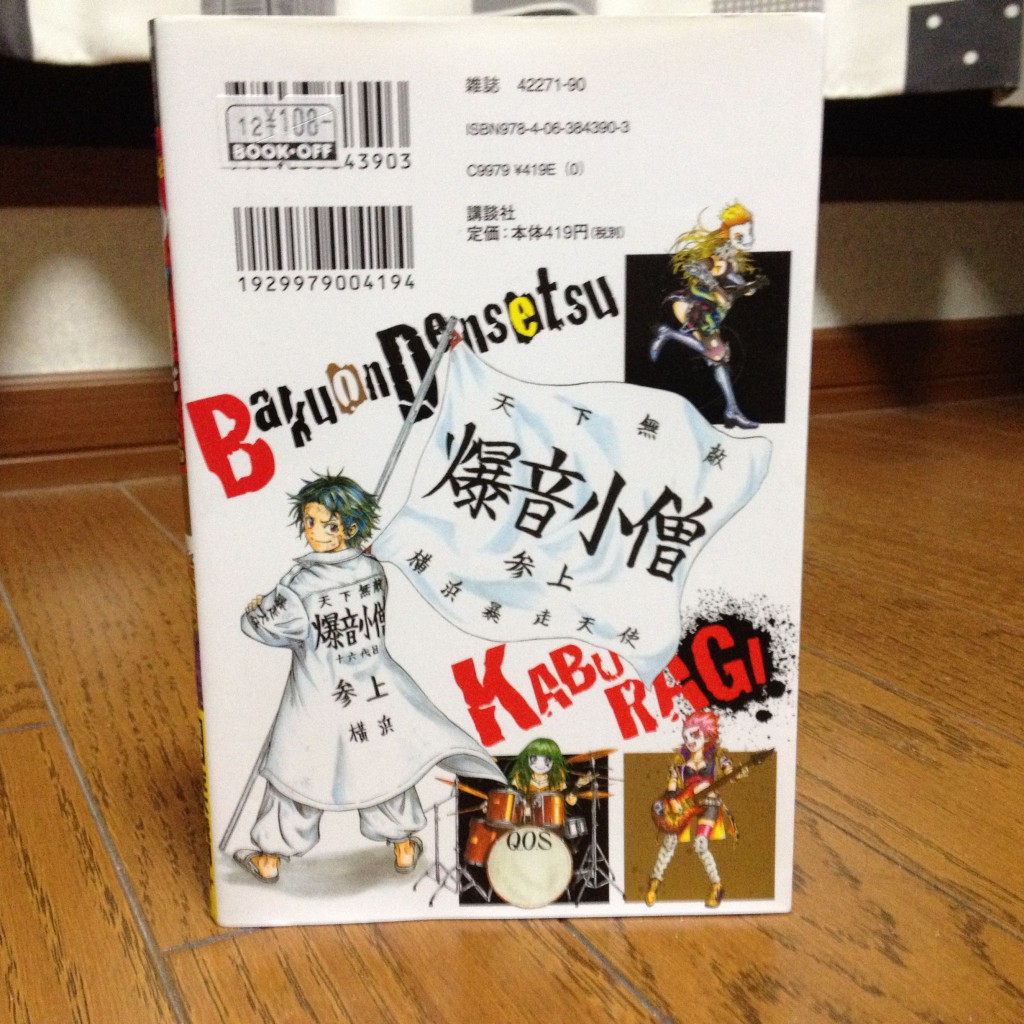 雑誌 42271-90
12 ¥108-
BOOK・OFF
43903
ISBN978-4-06-384390-3
C9979 ¥419E (0)
講談社
定価：本体419円(税別)
1929979004194
BakuonDensetsu
天下無敵
爆音小僧
参上
横浜暴走天使
天下無敵
爆音小僧
十六代目
参上
横浜
KABU
RAGI
QOS